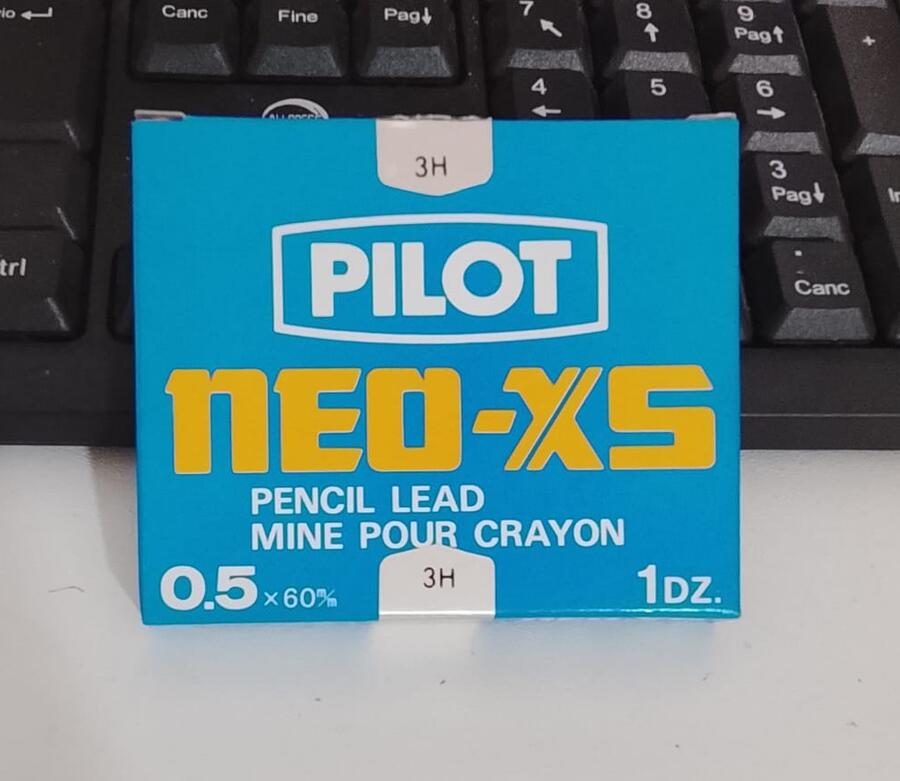 Canc Fine Pag↓
7 8 9
↖ ↑ Pag↑
+
4 5 6
← →
3H
3
Pag↓
PILOT
trl
.
Canc
NEO-XS
PENCIL LEAD
MINE POUR CRAYON
0.5 × 60 m/m 3H 1DZ.